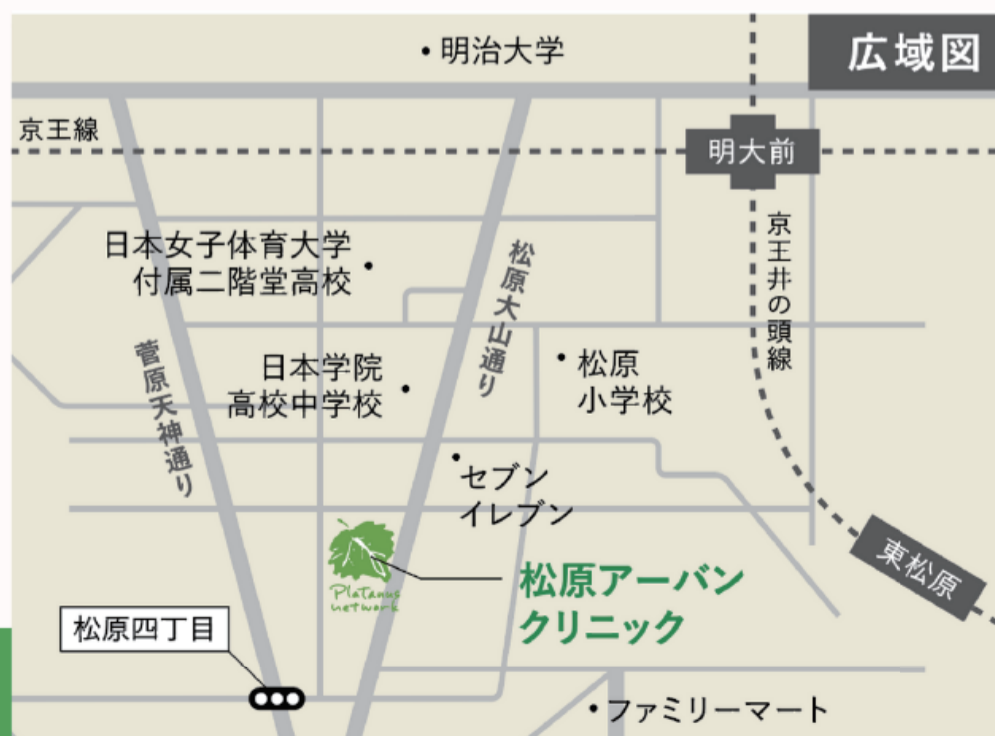 明治大学
広域図
京王線
明大前
日本女子体育大学
付属二階堂高校
松原大山通り
京王井の頭線
菅原天神通り
日本学院
高校中学校
松原
小学校
セブン
イレブン
東松原
Platanus
network
松原アーバン
クリニック
松原四丁目
ファミリーマート